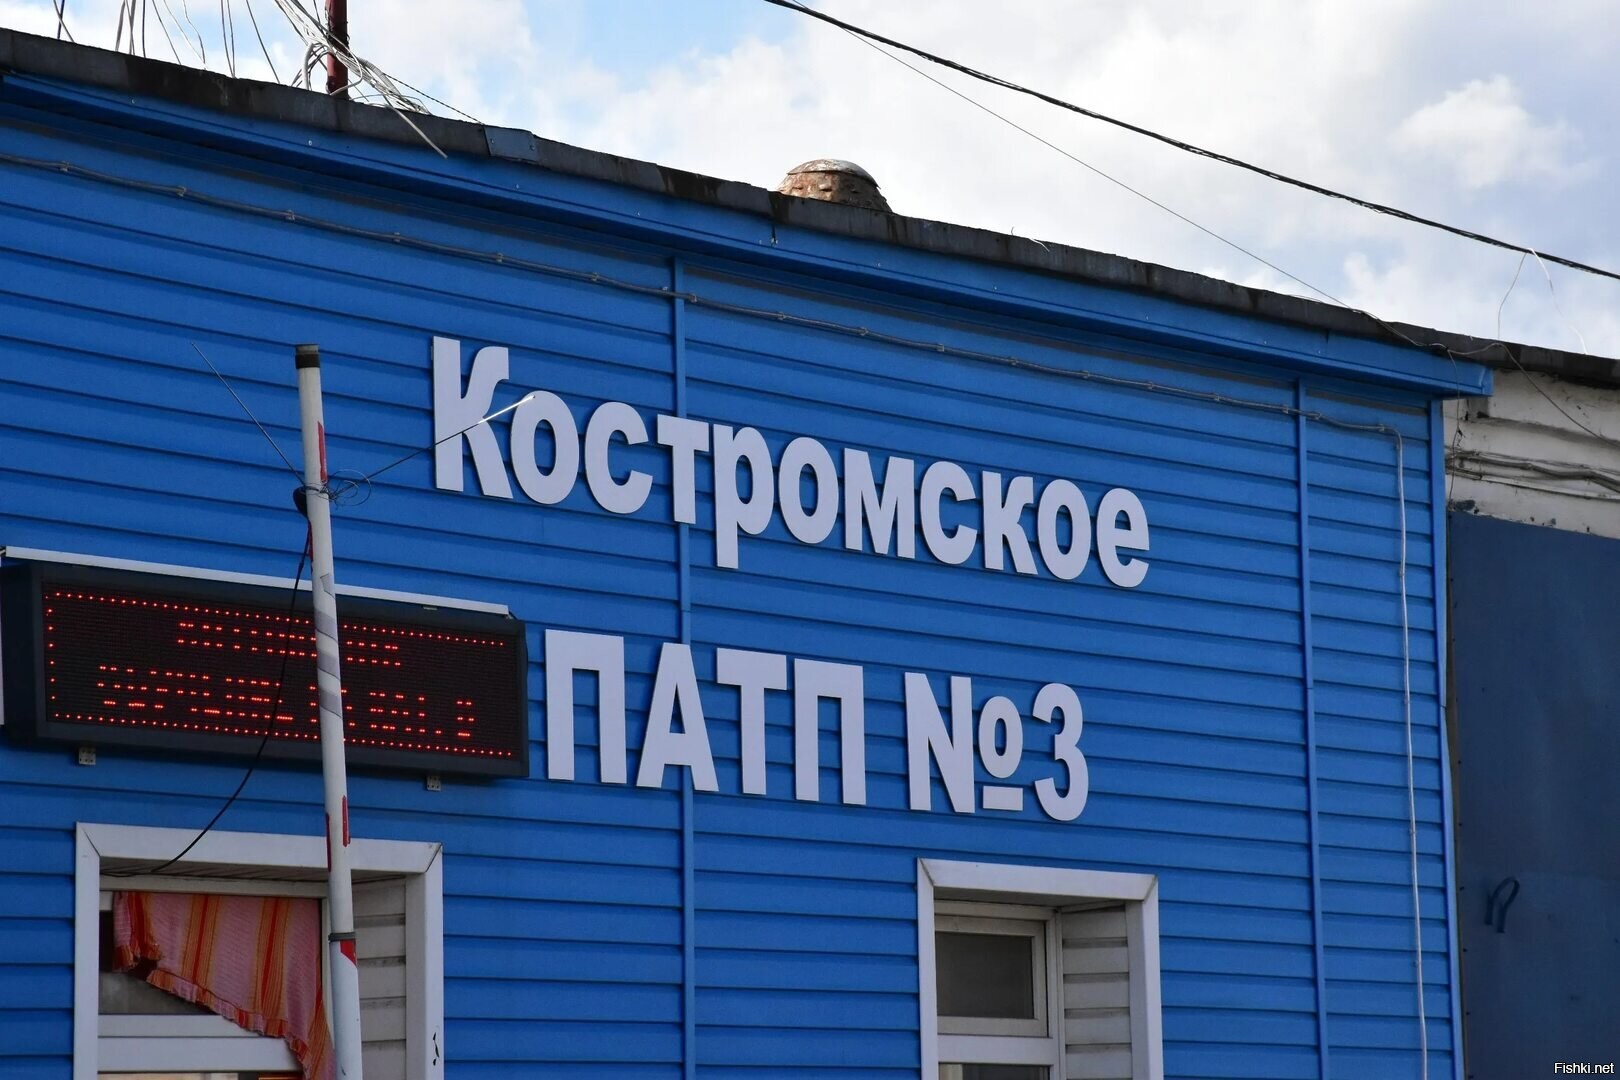 Костромское
ПАТП №3
Fishki.net